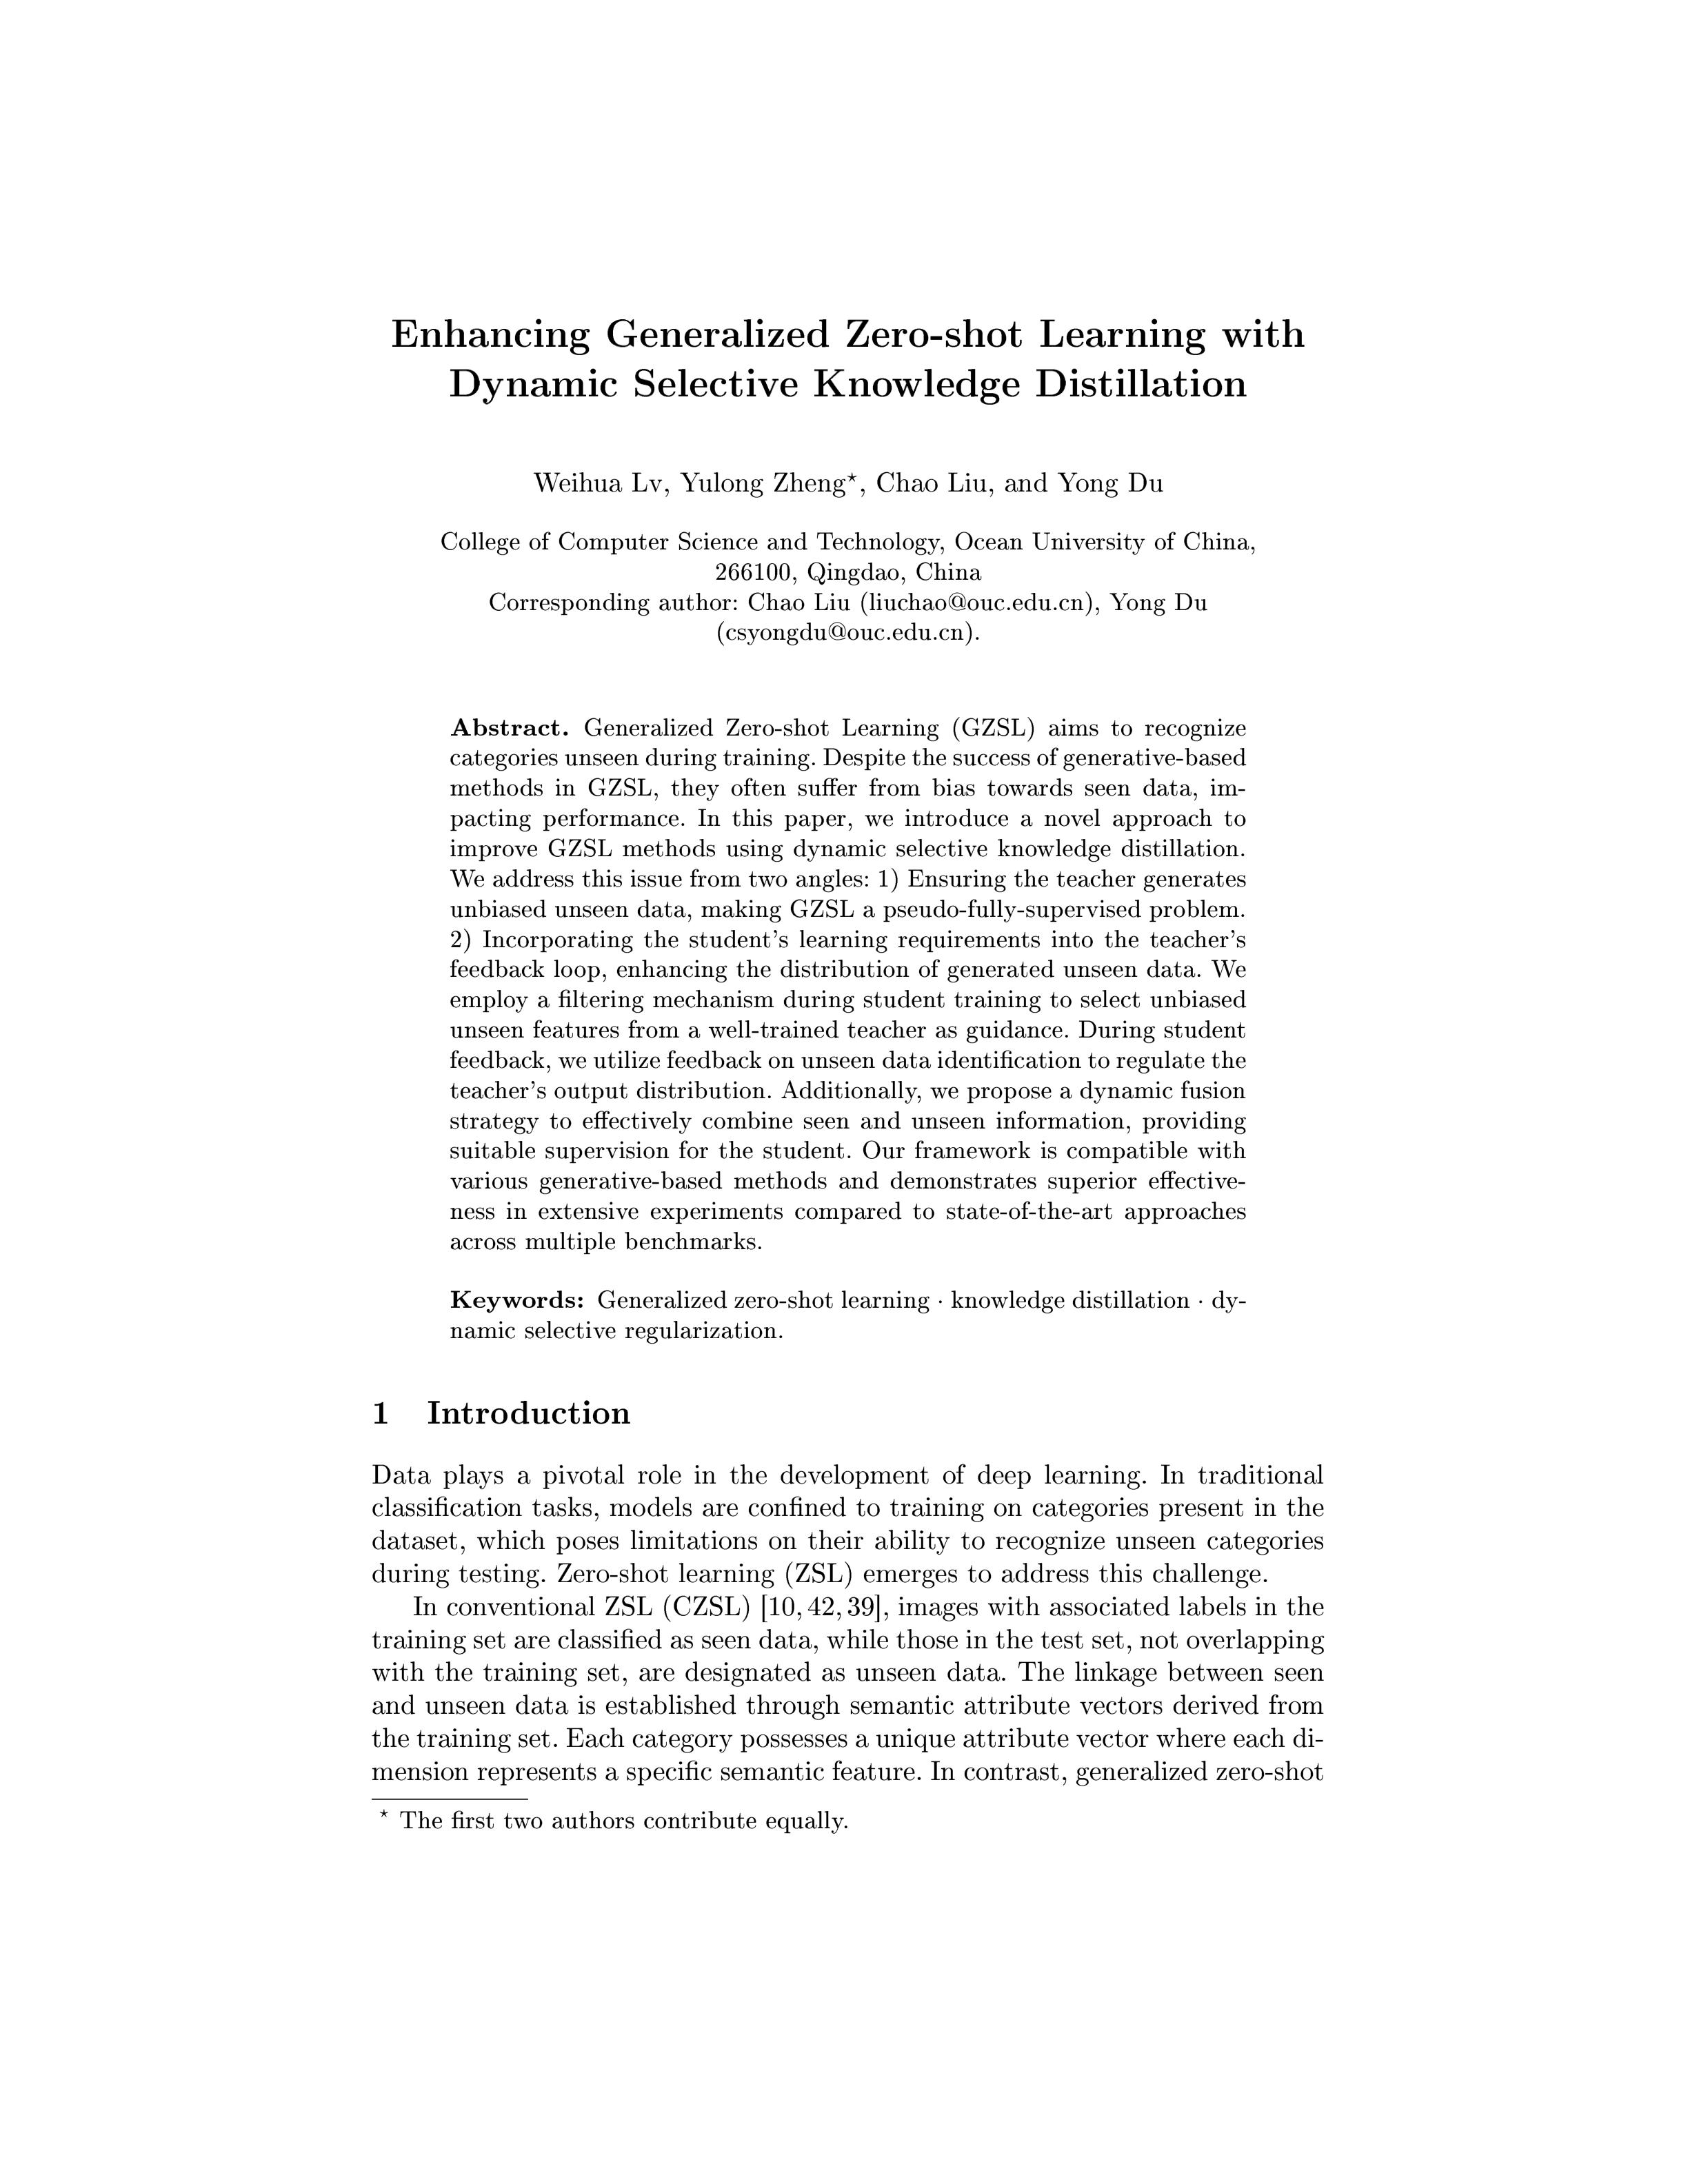 Enhancing Generalized Zero-shot Learning with
Dynamic Selective Knowledge Distillation
Weihua Lv, Yulong Zheng⋆, Chao Liu, and Yong Du
College of Computer Science and Technology, Ocean University of China,
266100, Qingdao, China
Corresponding author: Chao Liu (liuchao@ouc.edu.cn), Yong Du
(csyongdu@ouc.edu.cn).
Abstract. Generalized Zero-shot Learning (GZSL) aims to recognize
categories unseen during training. Despite the success of generative-based
methods in GZSL, they often suffer from bias towards seen data, im-
pacting performance. In this paper, we introduce a novel approach to
improve GZSL methods using dynamic selective knowledge distillation.
We address this issue from two angles: 1) Ensuring the teacher generates
unbiased unseen data, making GZSL a pseudo-fully-supervised problem.
2) Incorporating the student's learning requirements into the teacher's
feedback loop, enhancing the distribution of generated unseen data. We
employ a filtering mechanism during student training to select unbiased
unseen features from a well-trained teacher as guidance. During student
feedback, we utilize feedback on unseen data identification to regulate the
teacher's output distribution. Additionally, we propose a dynamic fusion
strategy to effectively combine seen and unseen information, providing
suitable supervision for the student. Our framework is compatible with
various generative-based methods and demonstrates superior effective-
ness in extensive experiments compared to state-of-the-art approaches
across multiple benchmarks.
Keywords: Generalized zero-shot learning · knowledge distillation · dy-
namic selective regularization.
1 Introduction
Data plays a pivotal role in the development of deep learning. In traditional
classification tasks, models are confined to training on categories present in the
dataset, which poses limitations on their ability to recognize unseen categories
during testing. Zero-shot learning (ZSL) emerges to address this challenge.
In conventional ZSL (CZSL) [10, 42, 39], images with associated labels in the
training set are classified as seen data, while those in the test set, not overlapping
with the training set, are designated as unseen data. The linkage between seen
and unseen data is established through semantic attribute vectors derived from
the training set. Each category possesses a unique attribute vector where each di-
mension represents a specific semantic feature. In contrast, generalized zero-shot
⋆ The first two authors contribute equally.